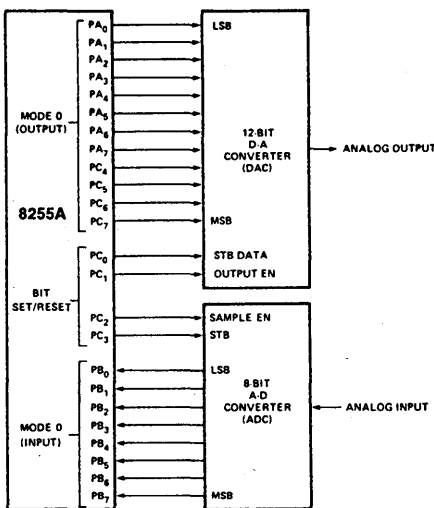 PA0
LSB
PA1
PA2
PA3
PA4
MODE 0
(OUTPUT)
PA5
PA6
PA7
12-BIT
D-A
CONVERTER
(DAC)
ANALOG OUTPUT
PC4
PC5
PC6
8255A
PC7
MSB
PC0
STB DATA
PC1
OUTPUT EN
BIT
SET/RESET
PC2
SAMPLE EN
PC3
STB
PB0
LSB
PB1
PB2
PB3
8-BIT
A-D
CONVERTER
(ADC)
ANALOG INPUT
MODE 0
(INPUT)
PB4
PB5
PB6
PB7
MSB